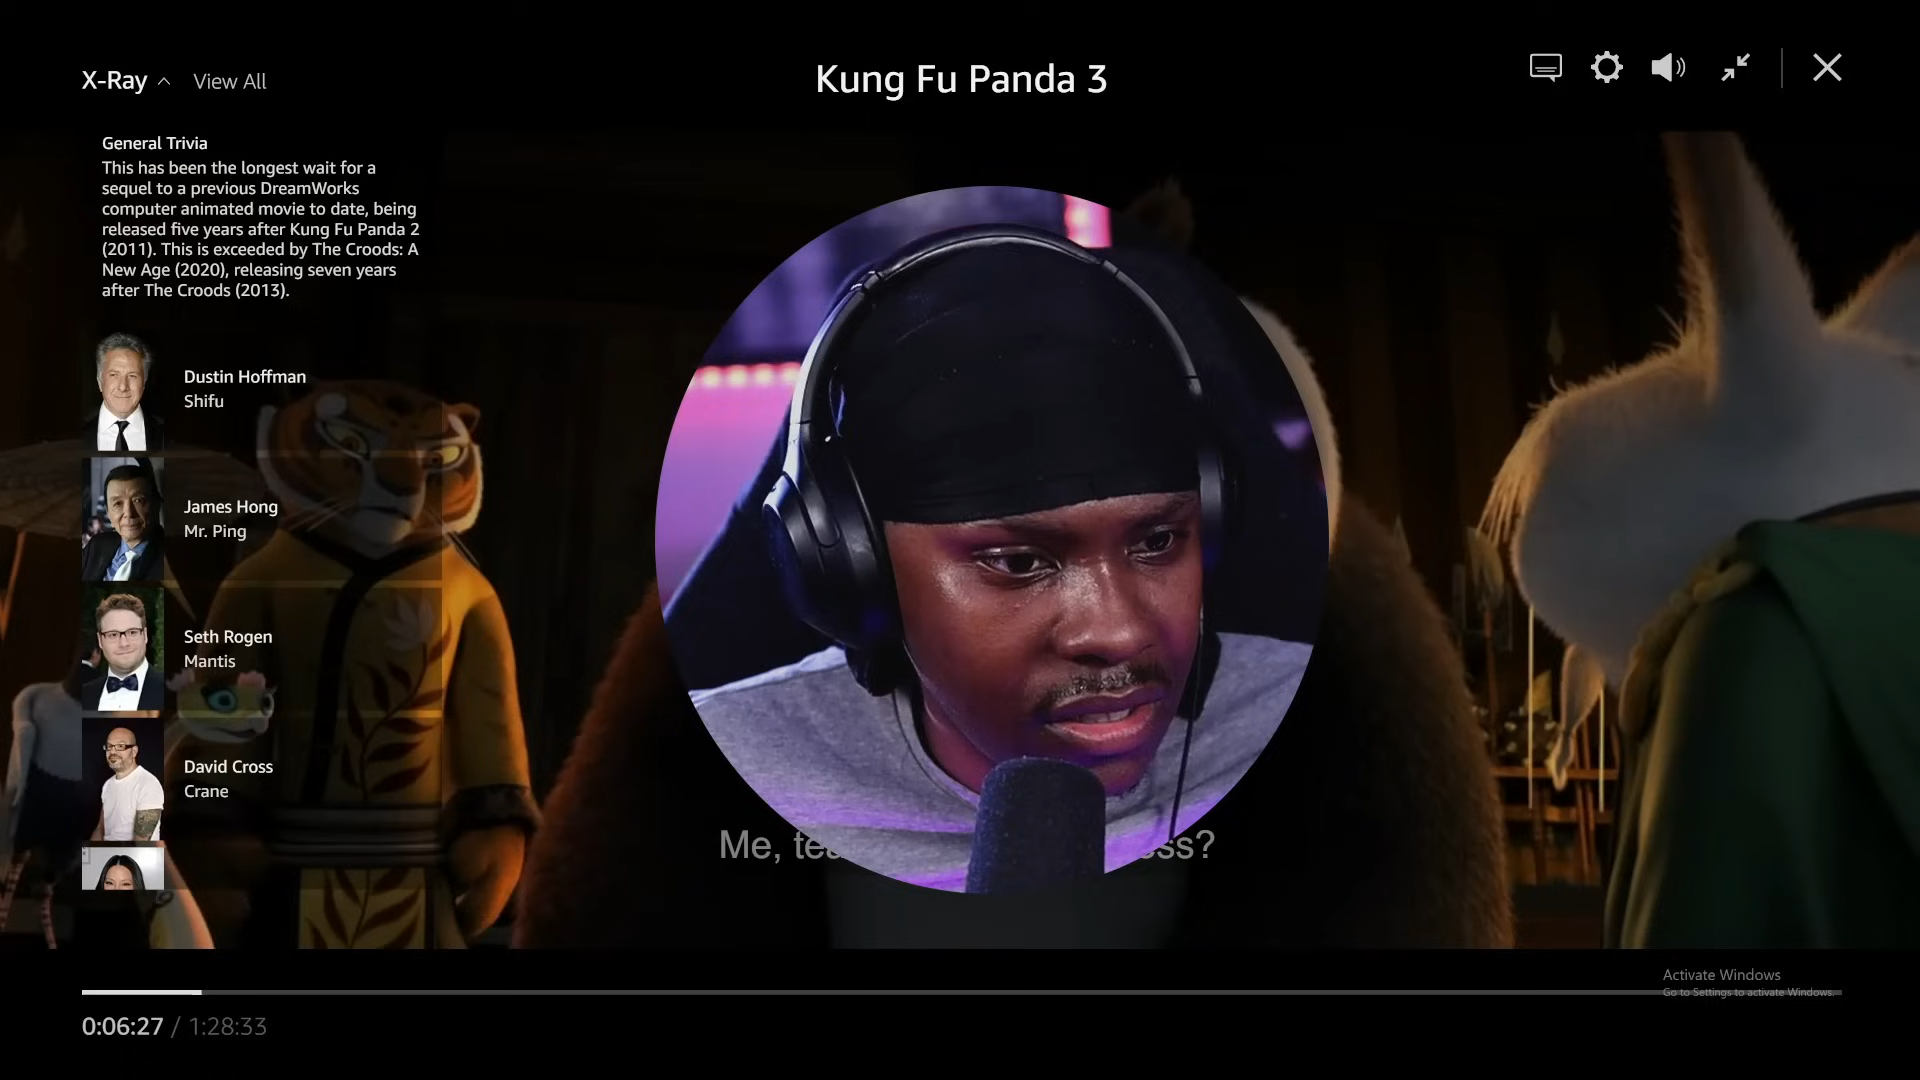 X-Ray View All
Kung Fu Panda 3
General Trivia
This has been the longest wait for a
sequel to a previous DreamWorks
computer animated movie to date, being
released five years after Kung Fu Panda 2
(2011). This is exceeded by The Croods: A
New Age (2020), releasing seven years
after The Croods (2013).
Dustin Hoffman
Shifu
James Hong
Mr. Ping
Seth Rogen
Mantis
David Cross
Crane
Me,
Activate Windows
Go to Settings to activate Windows.
0:06:27 / 1:28:33